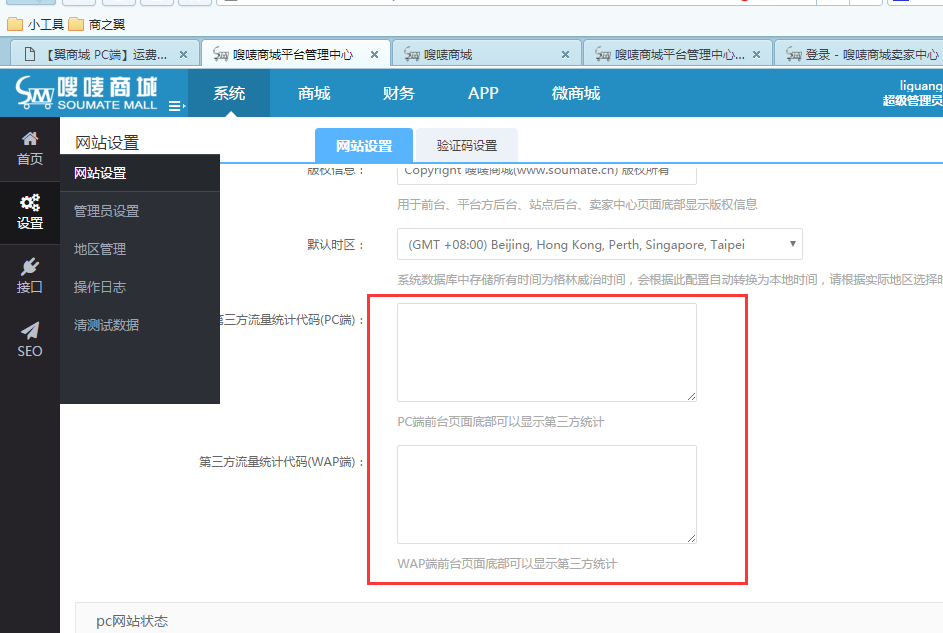 小工具 商之翼
【翼商城 PC端】运费... × 嗖唛商城平台管理中心 × 嗖唛商城 × 嗖唛商城平台管理中心... × 登录 - 嗖唛商城卖家中心
嗖唛商城
SOUMATE MALL
系统 商城 财务 APP 微商城
liguang
超级管理员
首页
设置
接口
SEO
网站设置
网站设置
管理员设置
地区管理
操作日志
清测试数据
网站设置 验证码设置
版权信息： Copyright 嗖唛商城(www.soumate.cn) 版权所有
用于前台、平台方后台、站点后台、卖家中心页面底部显示版权信息
默认时区： (GMT +08:00) Beijing, Hong Kong, Perth, Singapore, Taipei
系统数据库中存储所有时间为格林威治时间，会根据此配置自动转换为本地时间，请根据实际地区选择时
第三方流量统计代码(PC端)：
PC端前台页面底部可以显示第三方统计
第三方流量统计代码(WAP端)：
WAP端前台页面底部可以显示第三方统计
pc网站状态